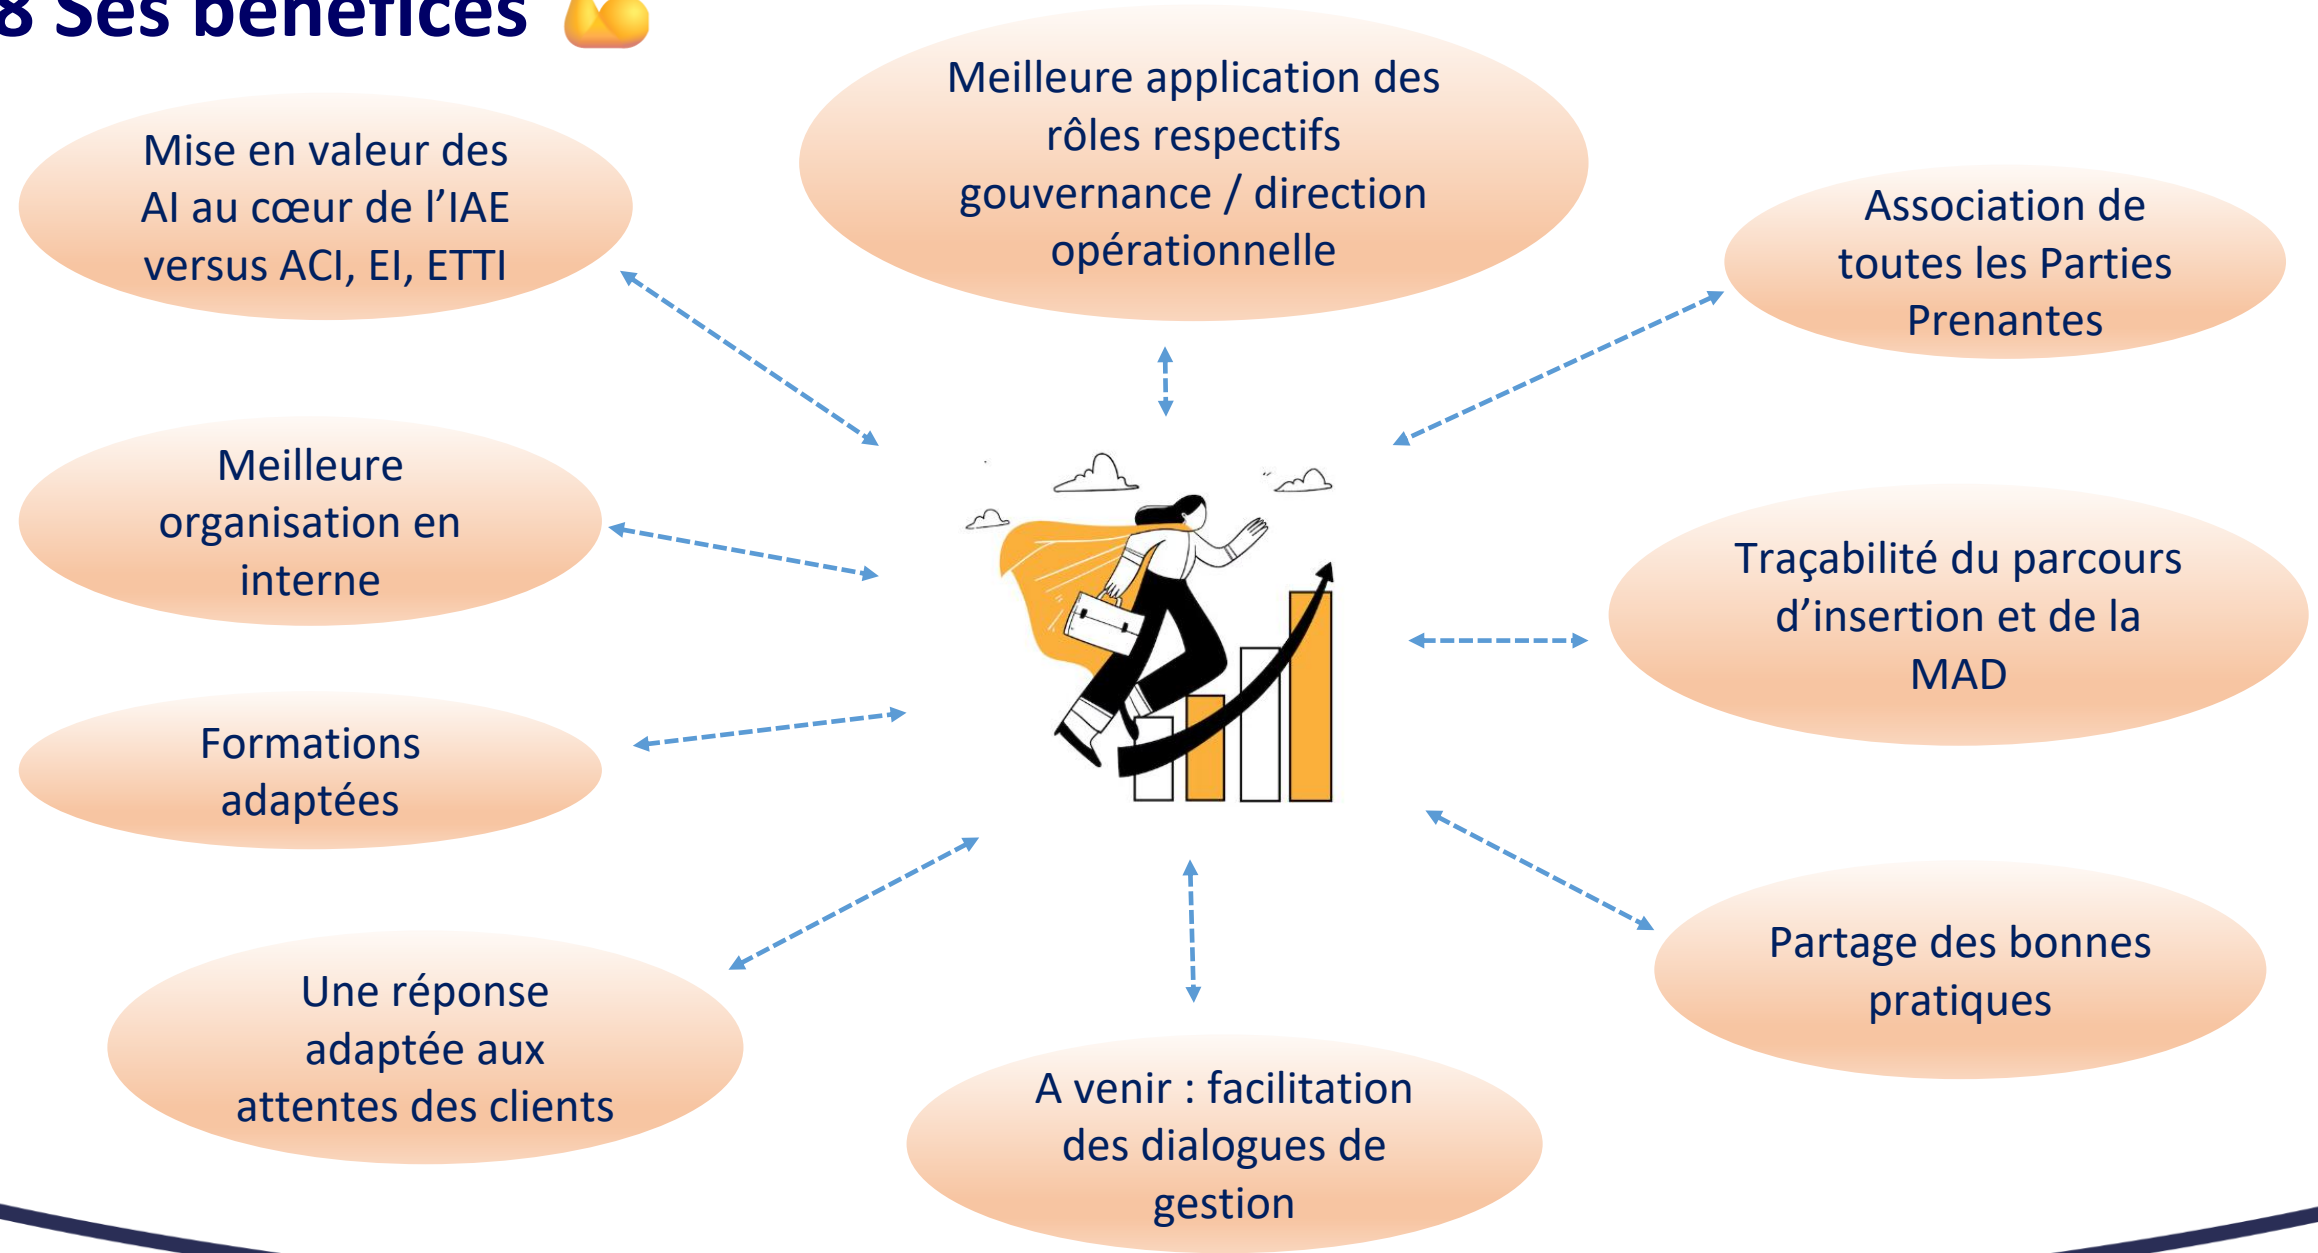 8 Ses bénéfices
Meilleure application des
rôles respectifs
gouvernance / direction
opérationnelle
Mise en valeur des
AI au cœur de l’IAE
versus ACI, EI, ETTI
Association de
toutes les Parties
Prenantes
Meilleure
organisation en
interne
Traçabilité du parcours
d’insertion et de la
MAD
Formations
adaptées
Partage des bonnes
pratiques
Une réponse
adaptée aux
attentes des clients
A venir : facilitation
des dialogues de
gestion